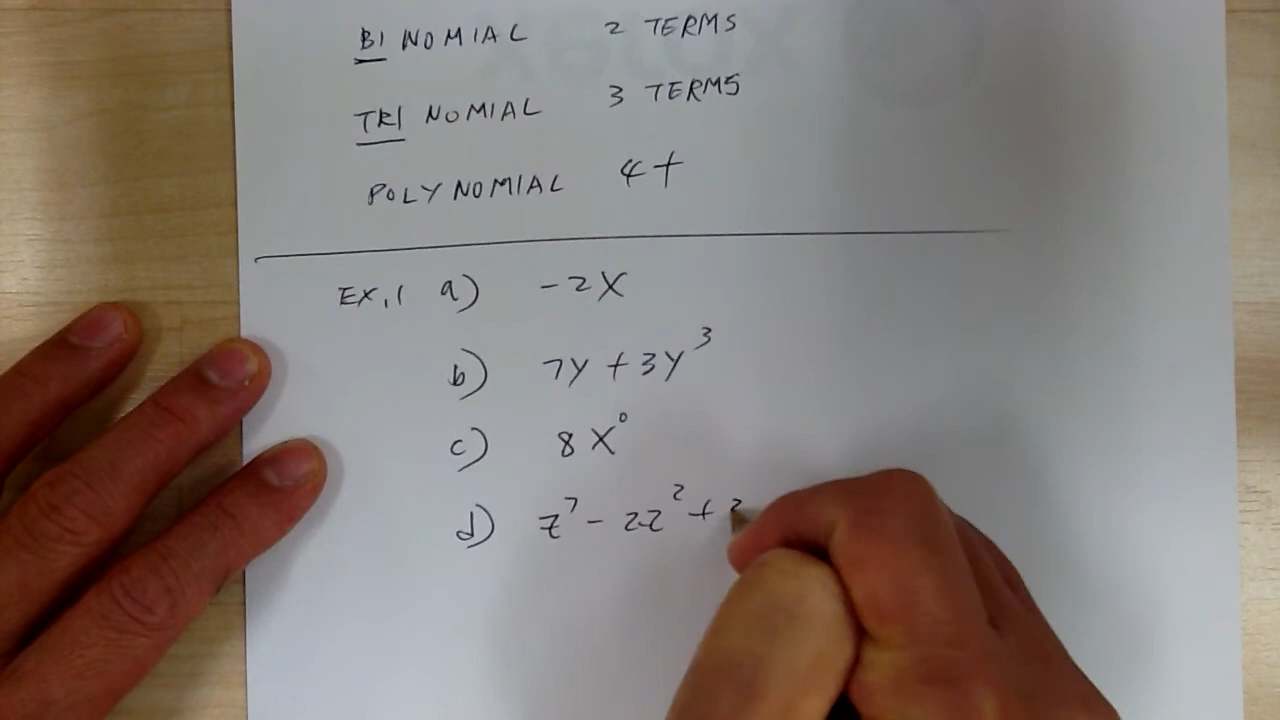 BINOMIAL 2 TERMS
TRINOMIAL 3 TERMS
POLYNOMIAL 4+
EX.1 a) -2X
b) 7Y + 3Y³
c) 8X⁰
d) Z⁷ - 2Z² +